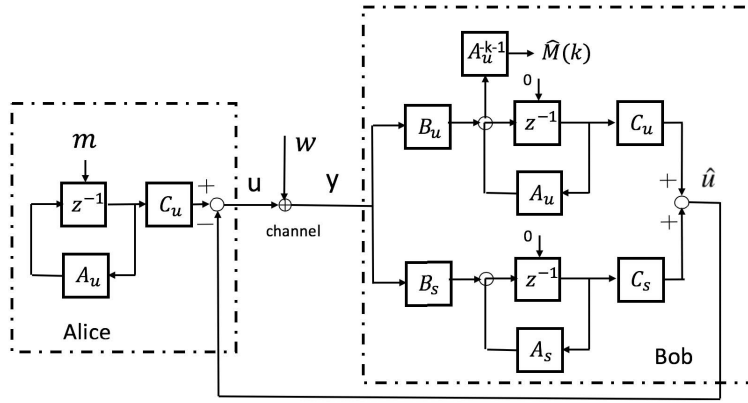 A_u^{-k-1}
M̂(k)
0
m
w
B_u
z⁻¹
C_u
z⁻¹
C_u
+
−
u
y
channel
A_u
+
û
+
0
A_u
Alice
B_s
z⁻¹
C_s
A_s
Bob